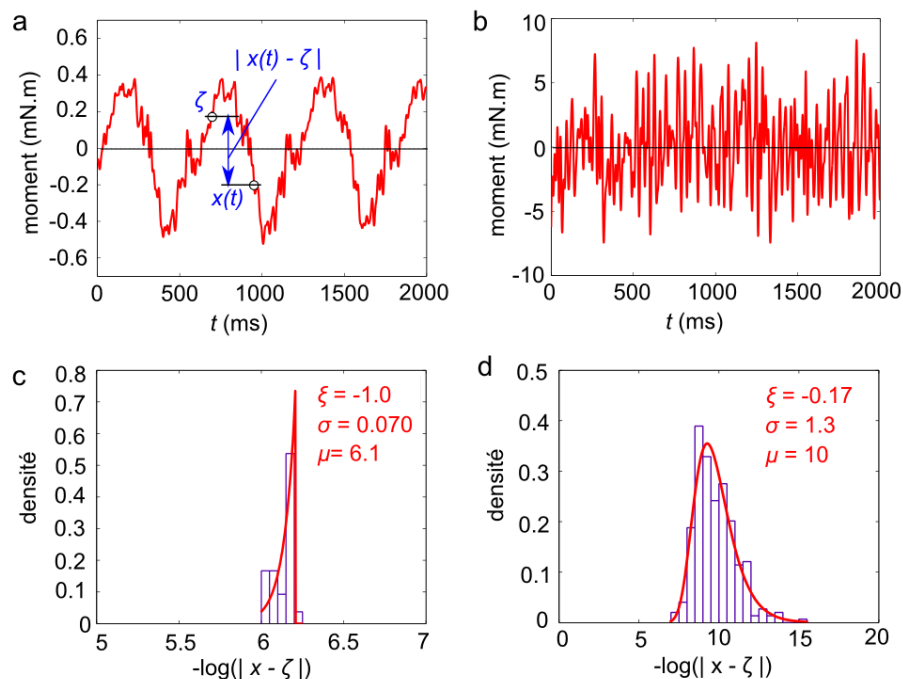 a
0.6
0.4
0.2
0
-0.2
-0.4
-0.6
moment (mN.m)
| x(t) - ζ |
ζ
x(t)
0
500
1000
1500
2000
t (ms)
b
10
5
0
-5
-10
moment (mN.m)
0
500
1000
1500
2000
t (ms)
c
0.8
0.7
0.6
0.5
0.4
0.3
0.2
0.1
0
densité
ξ = -1.0
σ = 0.070
μ= 6.1
5
5.5
6
6.5
7
-log(| x - ζ |)
d
0.5
0.4
0.3
0.2
0.1
0
densité
ξ = -0.17
σ = 1.3
μ = 10
0
5
10
15
20
-log(| x - ζ |)